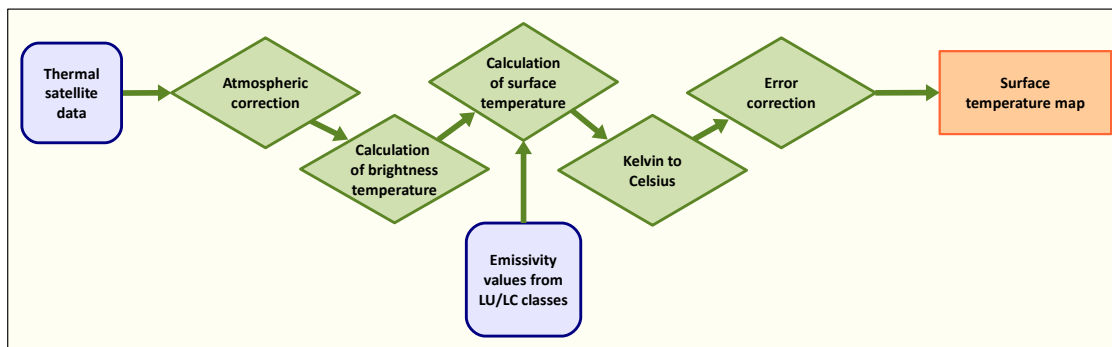 Thermal
satellite
data
Atmospheric
correction
Calculation
of brightness
temperature
Calculation
of surface
temperature
Emissivity
values from
LU/LC classes
Kelvin to
Celsius
Error
correction
Surface
temperature map